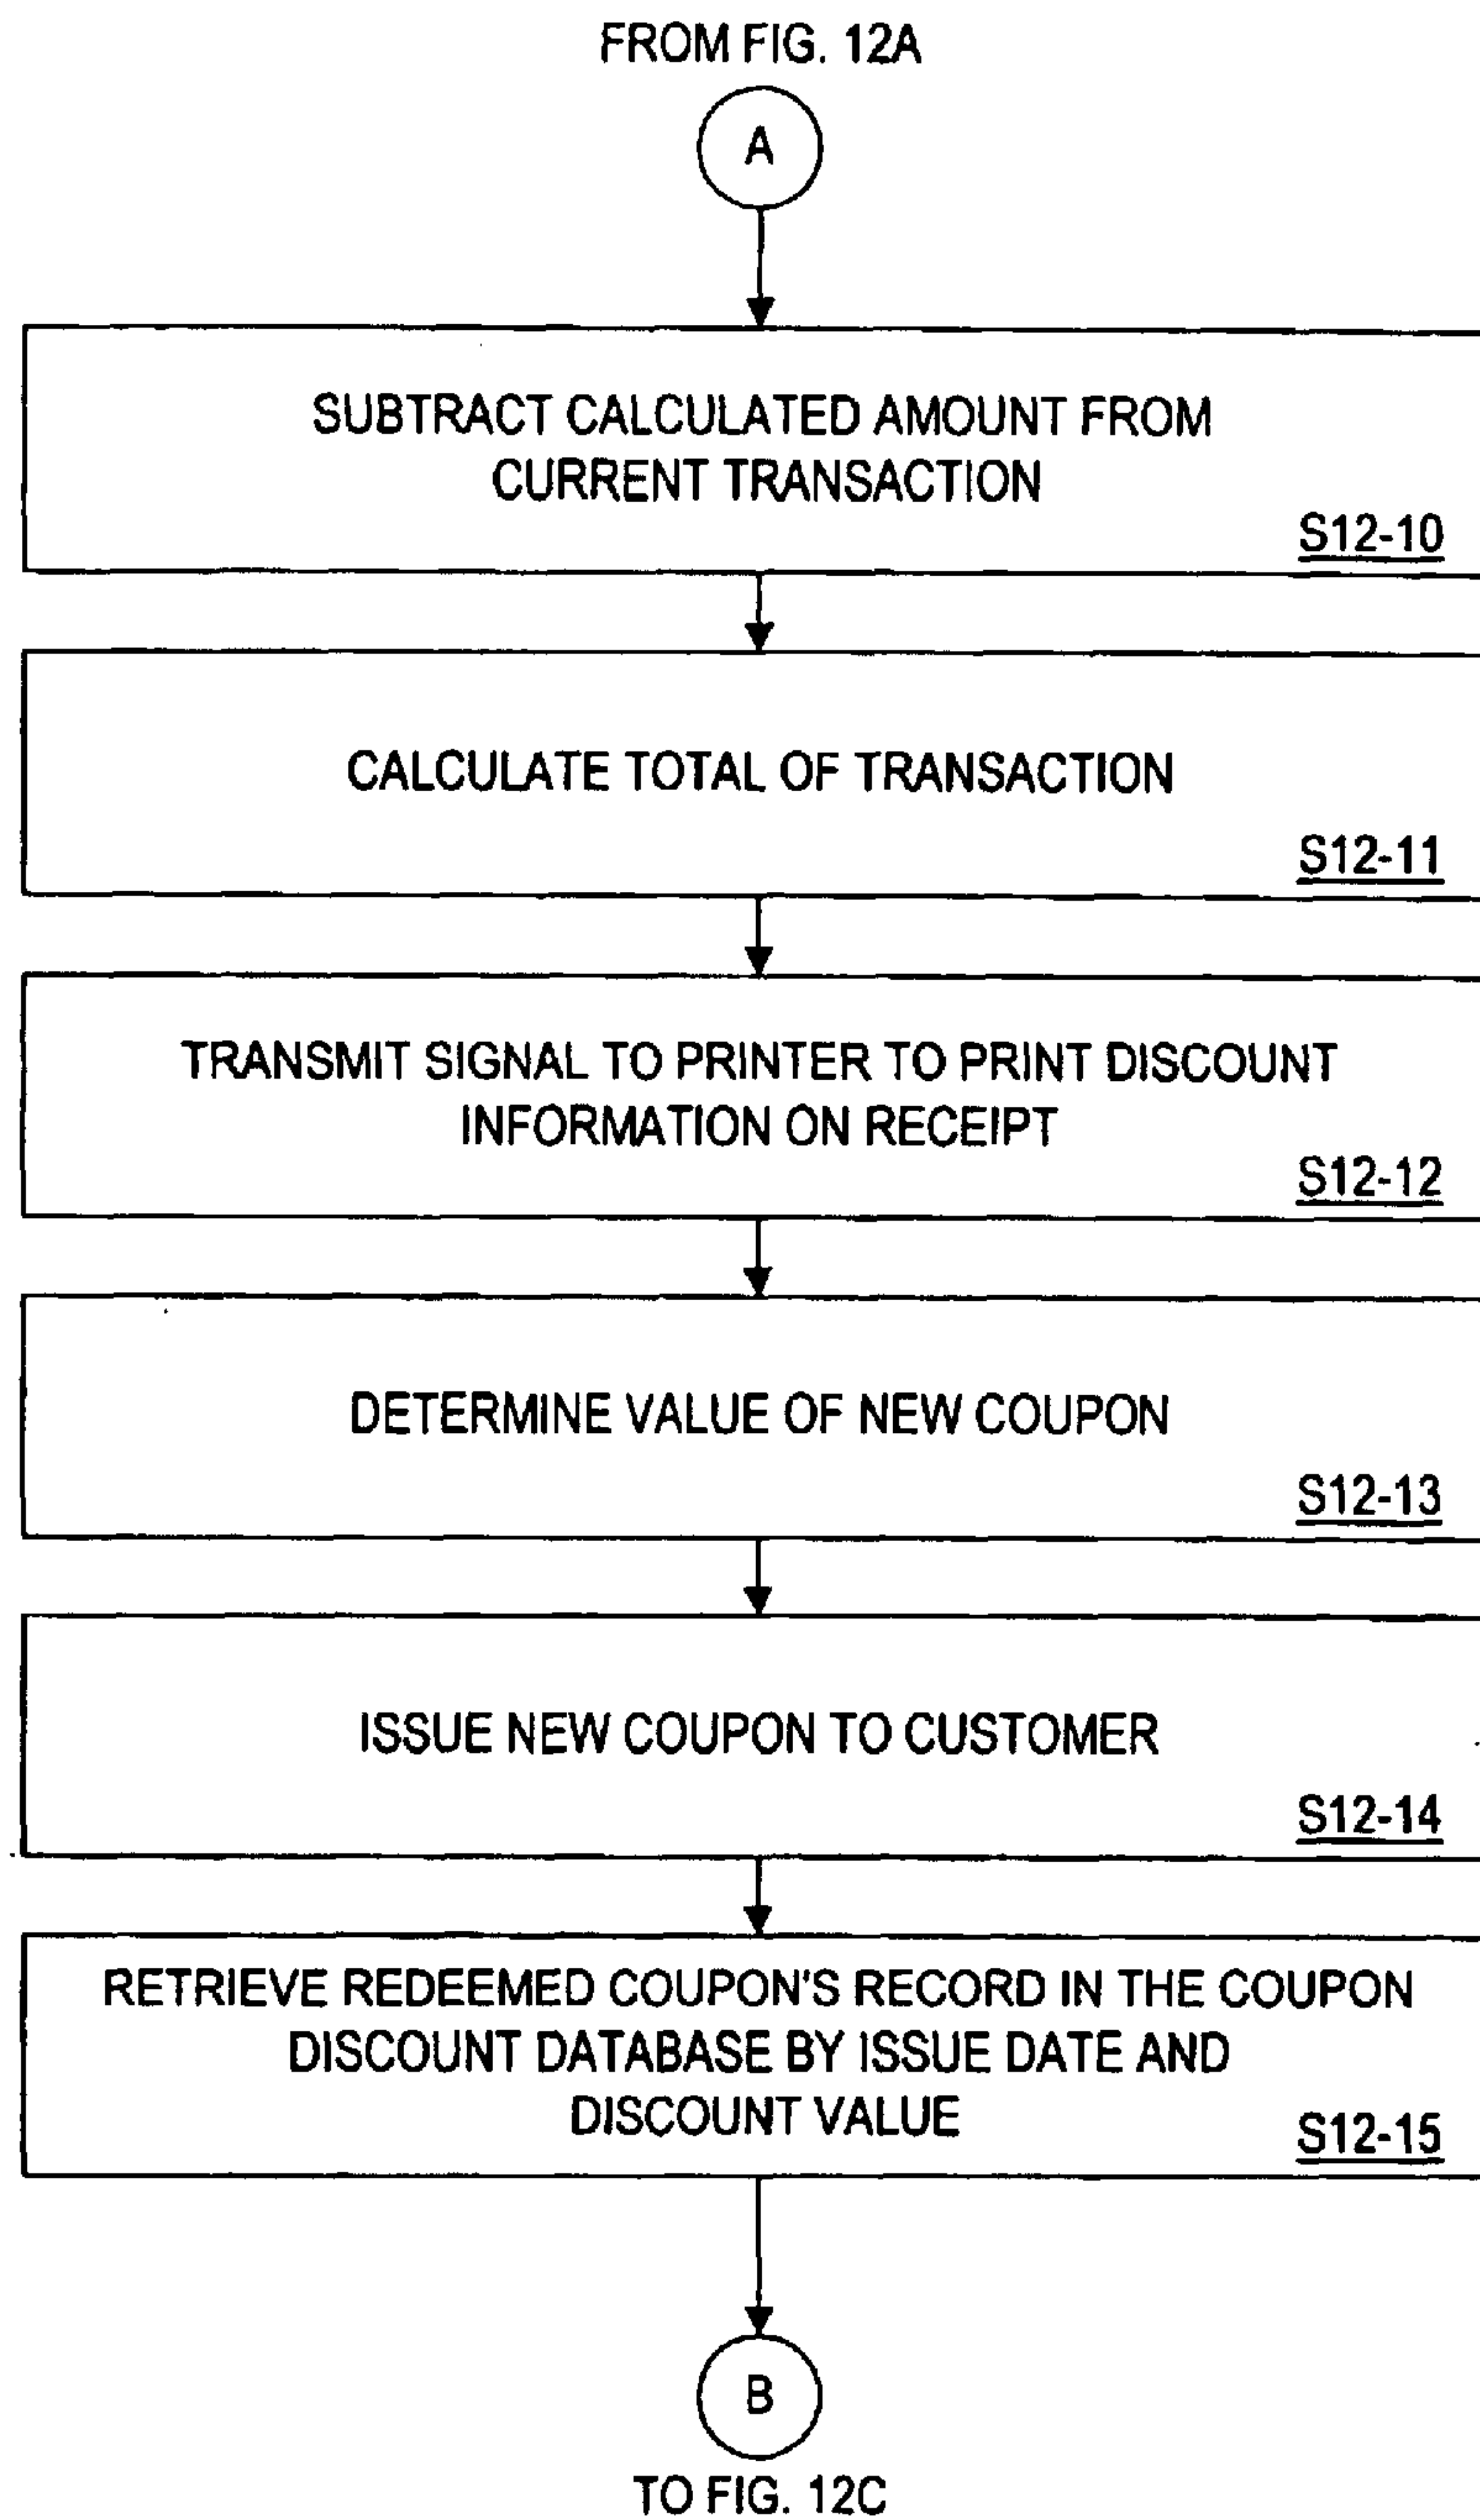 FROM FIG. 12A
A
SUBTRACT CALCULATED AMOUNT FROM
CURRENT TRANSACTION
S12-10
CALCULATE TOTAL OF TRANSACTION
S12-11
TRANSMIT SIGNAL TO PRINTER TO PRINT DISCOUNT
INFORMATION ON RECEIPT
S12-12
DETERMINE VALUE OF NEW COUPON
S12-13
ISSUE NEW COUPON TO CUSTOMER
S12-14
RETRIEVE REDEEMED COUPON'S RECORD IN THE COUPON
DISCOUNT DATABASE BY ISSUE DATE AND
DISCOUNT VALUE
S12-15
B
TO FIG. 12C